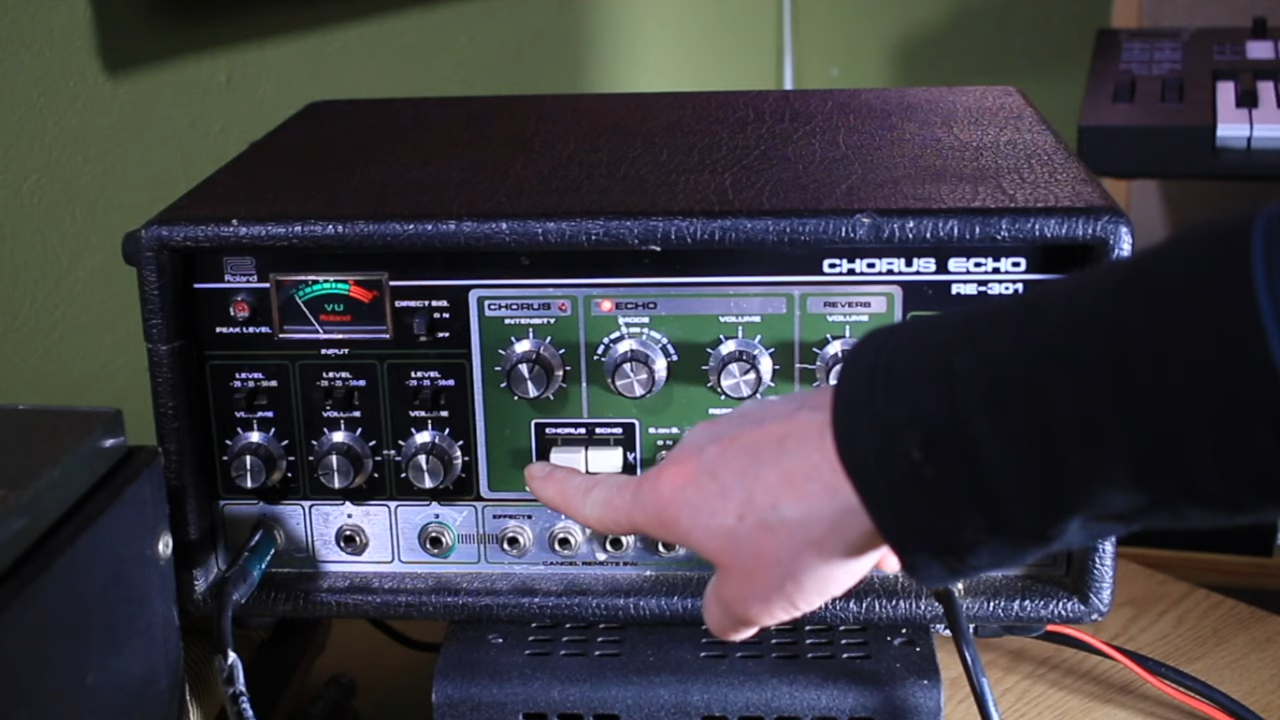 CHORUS ECHO
RE-301
Roland
PEAK LEVEL
VU
Roland
DIRECT SIG.
ON
OFF
INPUT
LEVEL
-20 -35 -50dB
VOLUME
LEVEL
-20 -35 -50dB
VOLUME
LEVEL
-20 -35 -50dB
VOLUME
CHORUS
INTENSITY
ECHO
MODE
VOLUME
REVERB
VOLUME
CHORUS
ECHO
S. ON S.
ON
2
3
EFFECTS
CANCEL REMOTE SW.